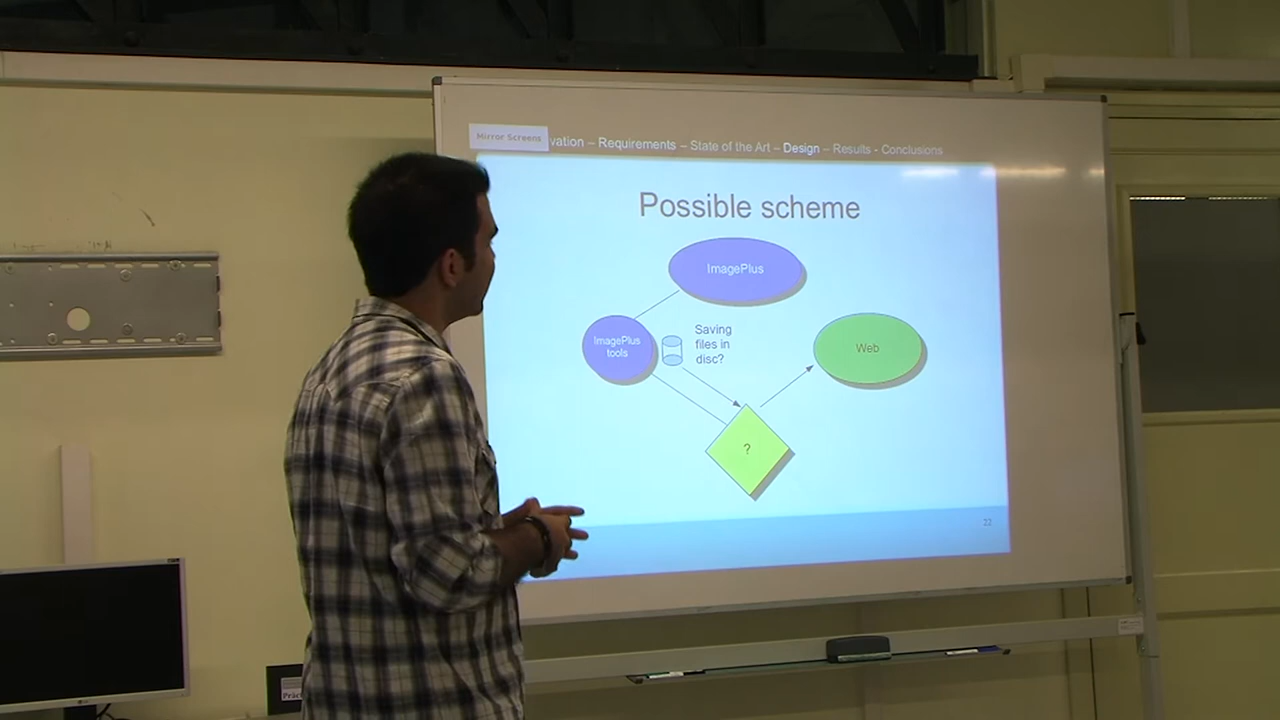 Mirror Screens
vation – Requirements – State of the Art – Design – Results - Conclusions
Possible scheme
ImagePlus
ImagePlus
tools
Saving
files in
disc?
Web
?
22